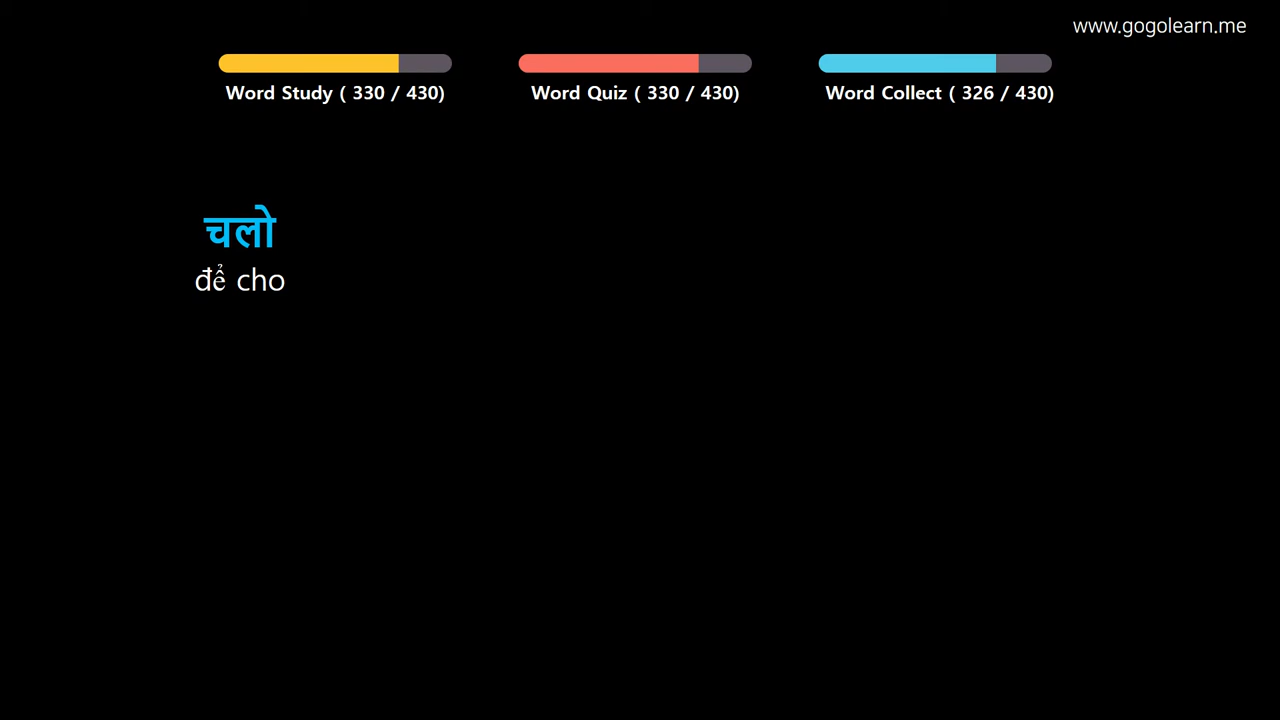 www.gogolearn.me
Word Study ( 330 / 430)
Word Quiz ( 330 / 430)
Word Collect ( 326 / 430)
चलो
để cho